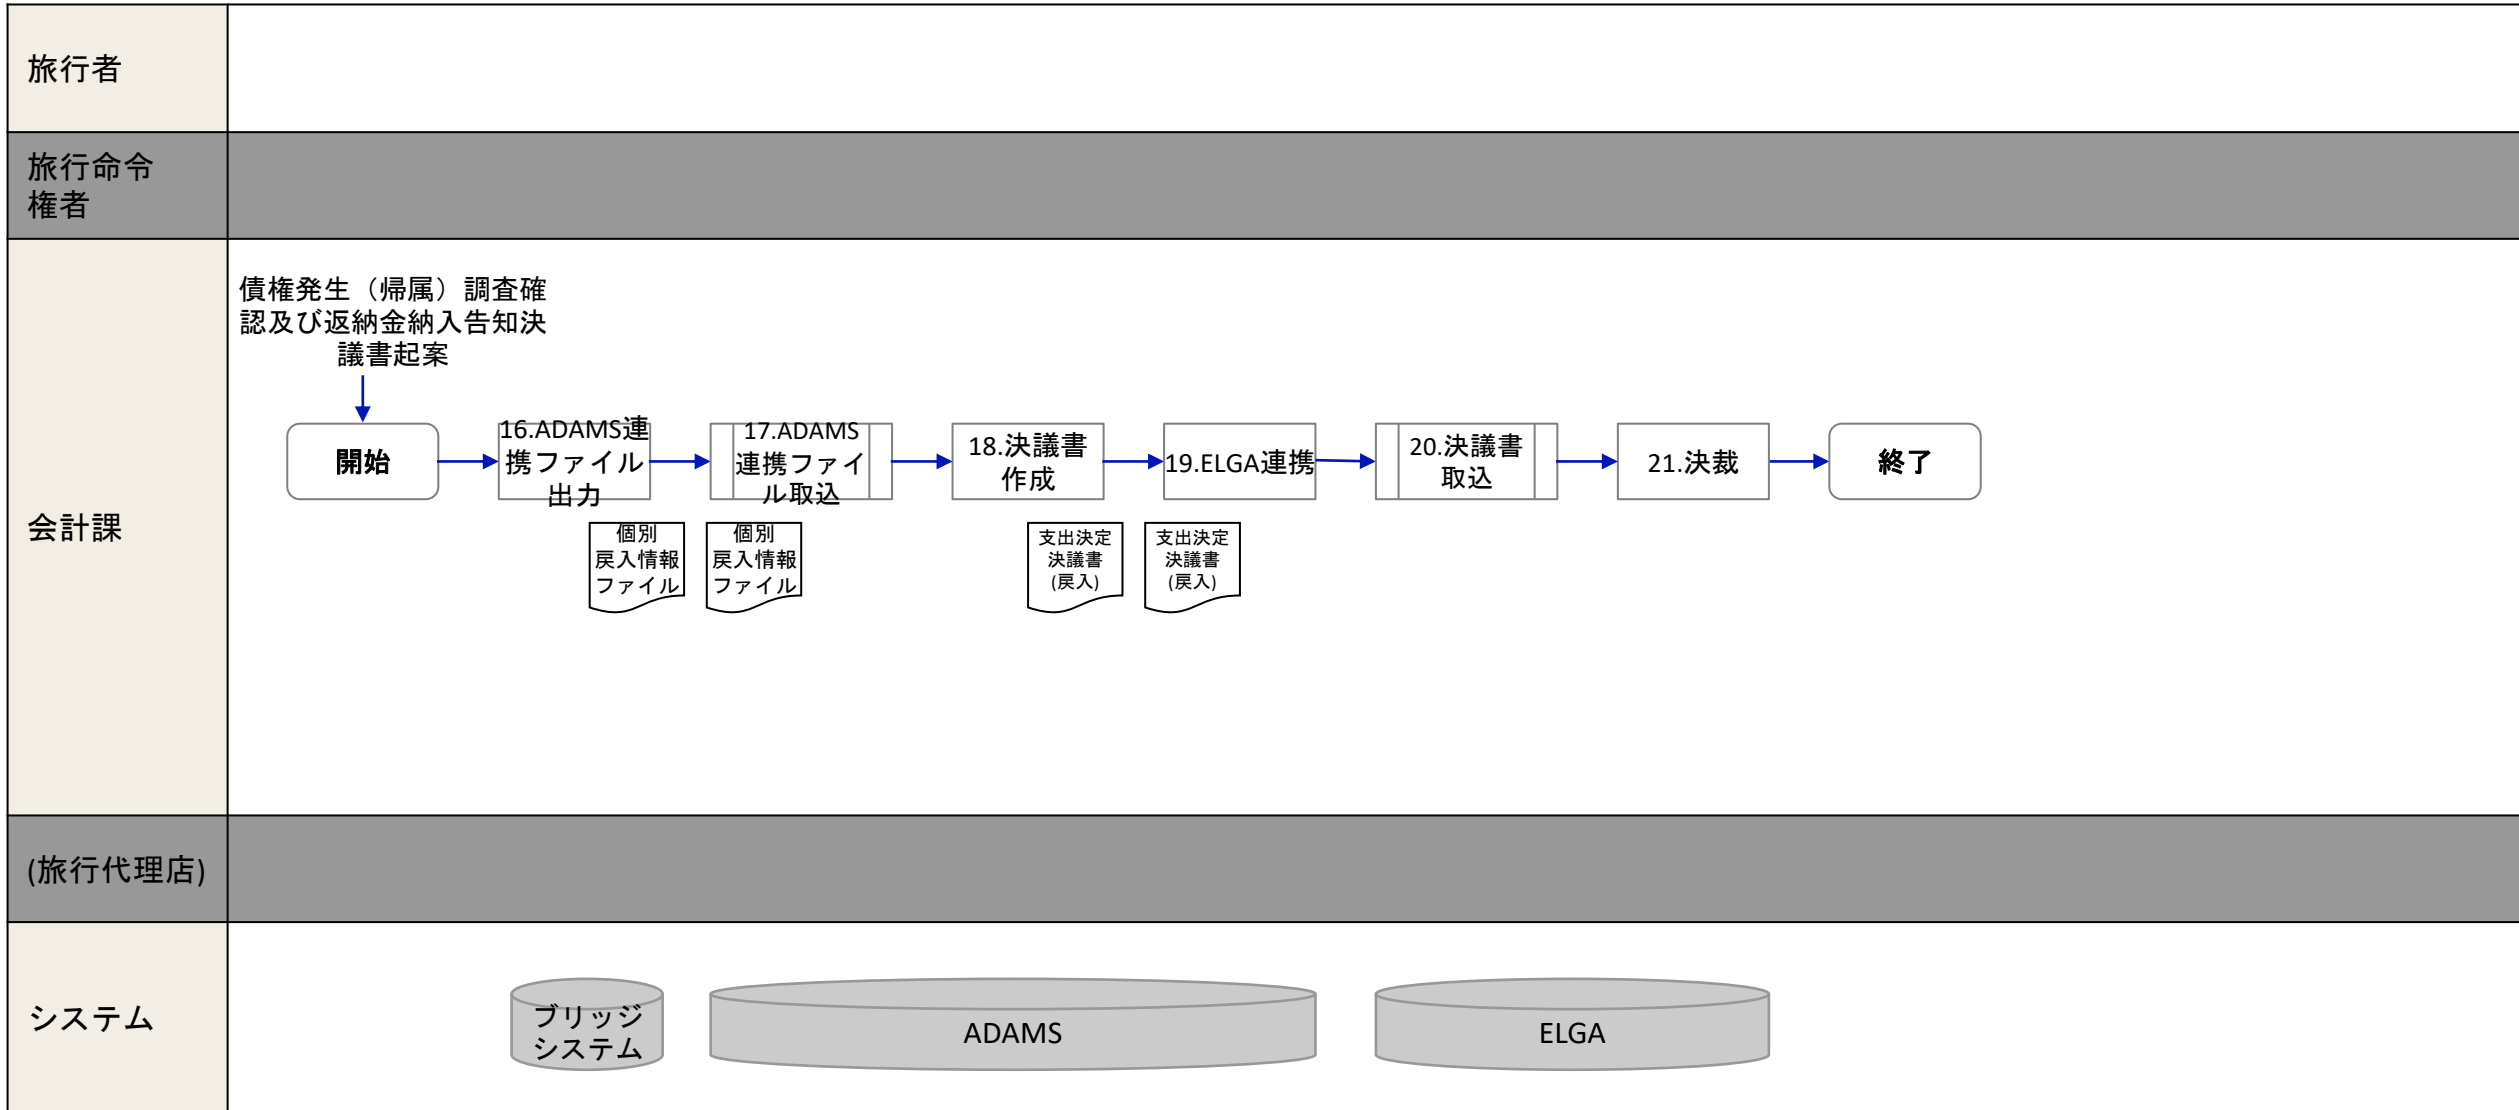 旅行者
旅行命令
権者
会計課
債権発生（帰属）調査確
認及び返納金納入告知決
議書起案
開始
16.ADAMS連
携ファイル
出力
17.ADAMS
連携ファイ
ル取込
18.決議書
作成
19.ELGA連携
20.決議書
取込
21.決裁
終了
個別
戻入情報
ファイル
個別
戻入情報
ファイル
支出決定
決議書
(戻入)
支出決定
決議書
(戻入)
(旅行代理店)
システム
ブリッジ
システム
ADAMS
ELGA